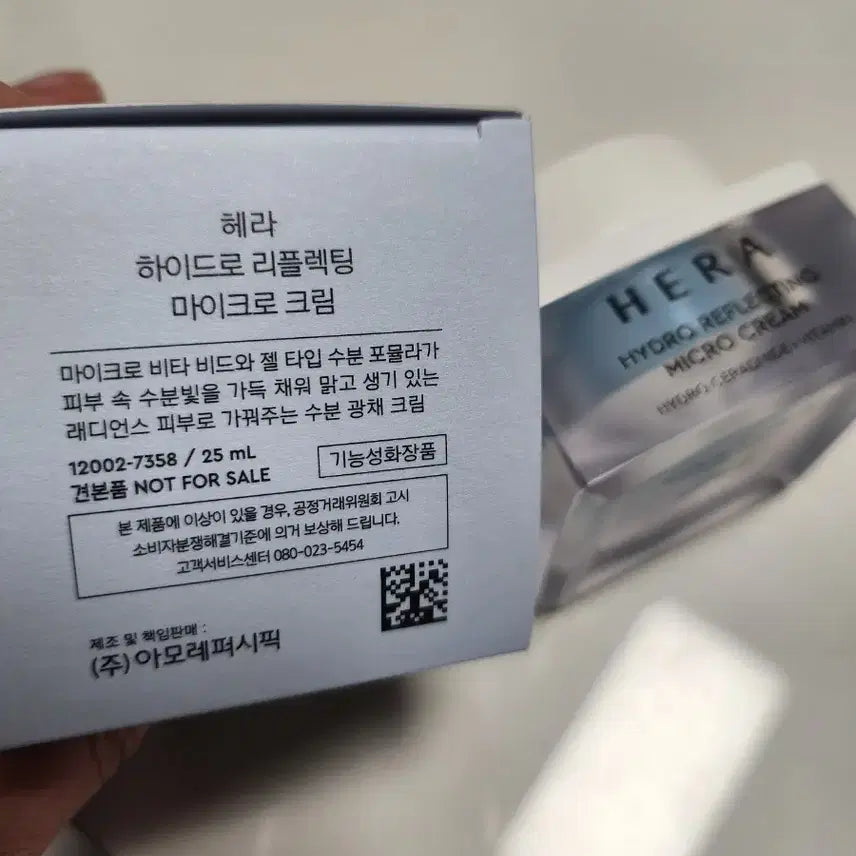 헤라
하이드로 리플렉팅
마이크로 크림
마이크로 비타 비드와 젤 타입 수분 포뮬라가
피부 속 수분빛을 가득 채워 맑고 생기 있는
래디언스 피부로 가꿔주는 수분 광채 크림
12002-7358 / 25 mL
견본품 NOT FOR SALE
기능성화장품
본 제품에 이상이 있을 경우, 공정거래위원회 고시
소비자분쟁해결기준에 의거 보상해 드립니다.
고객서비스센터 080-023-5454
제조 및 책임판매 :
(주)아모레퍼시픽
HERA
HYDRO REFLECTING
MICRO CREAM
HYDRO CERAMIDE + VITAMIN